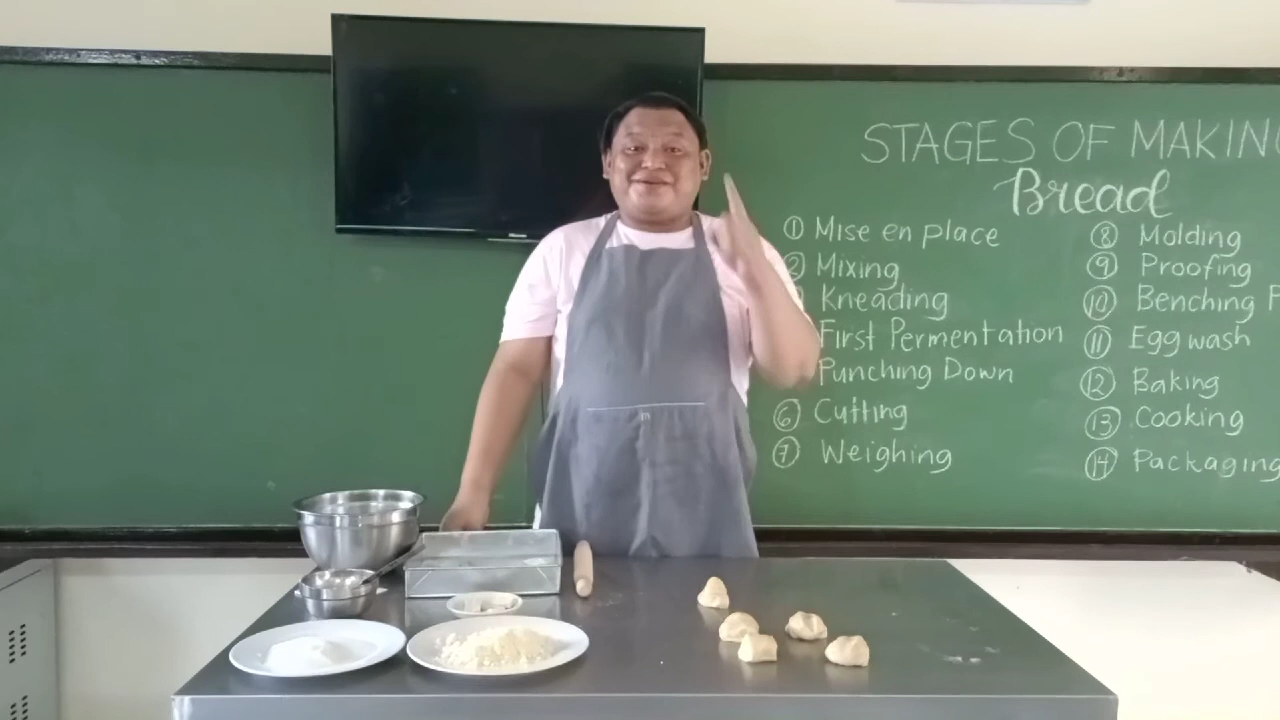 STAGES OF MAKING
Bread
① Mise en place
② Mixing
Kneading
First Permentation
Punching Down
⑥ Cutting
⑦ Weighing
⑧ Molding
⑨ Proofing
⑩ Benching
⑪ Egg wash
⑫ Baking
⑬ Cooking
⑭ Packaging